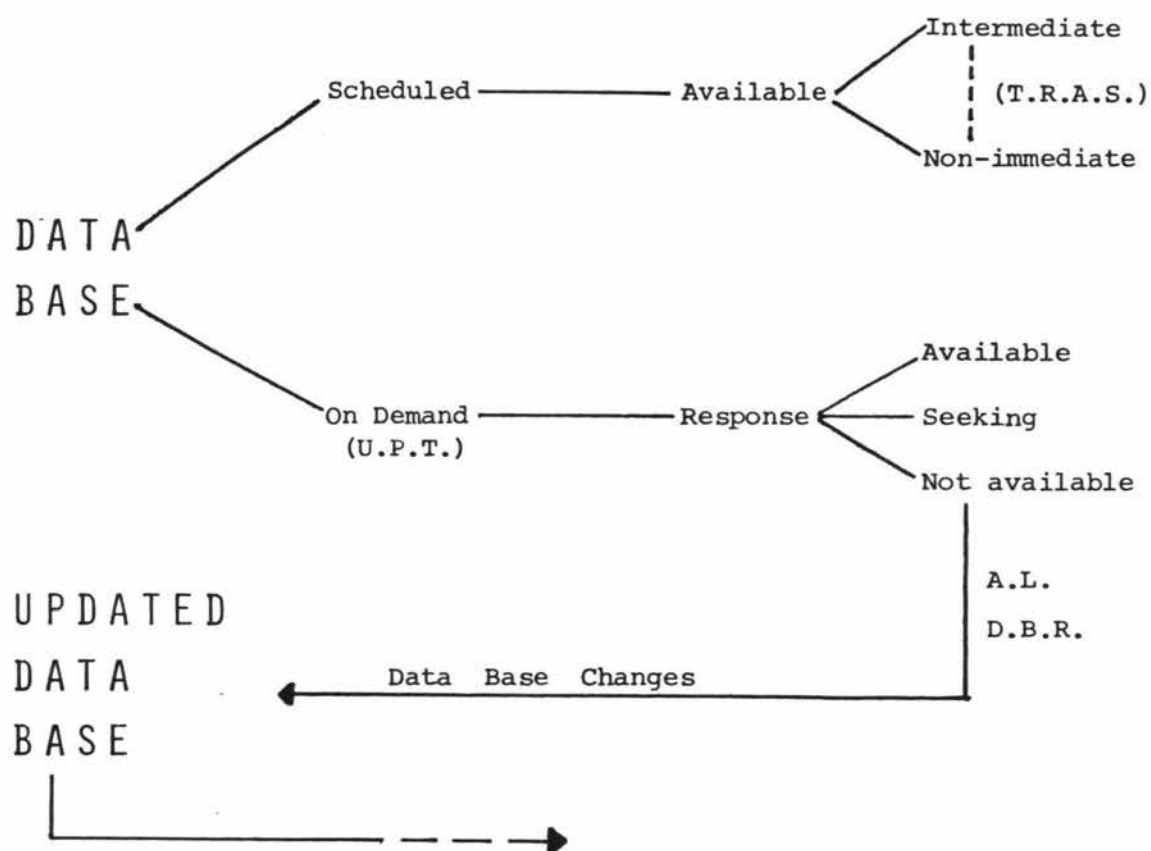 Intermediate
Scheduled
Available
(T.R.A.S.)
Non-immediate
DATA
BASE
Available
On Demand
(U.P.T.)
Response
Seeking
Not available
A.L.
D.B.R.
UPDATED
DATA
BASE
Data Base Changes